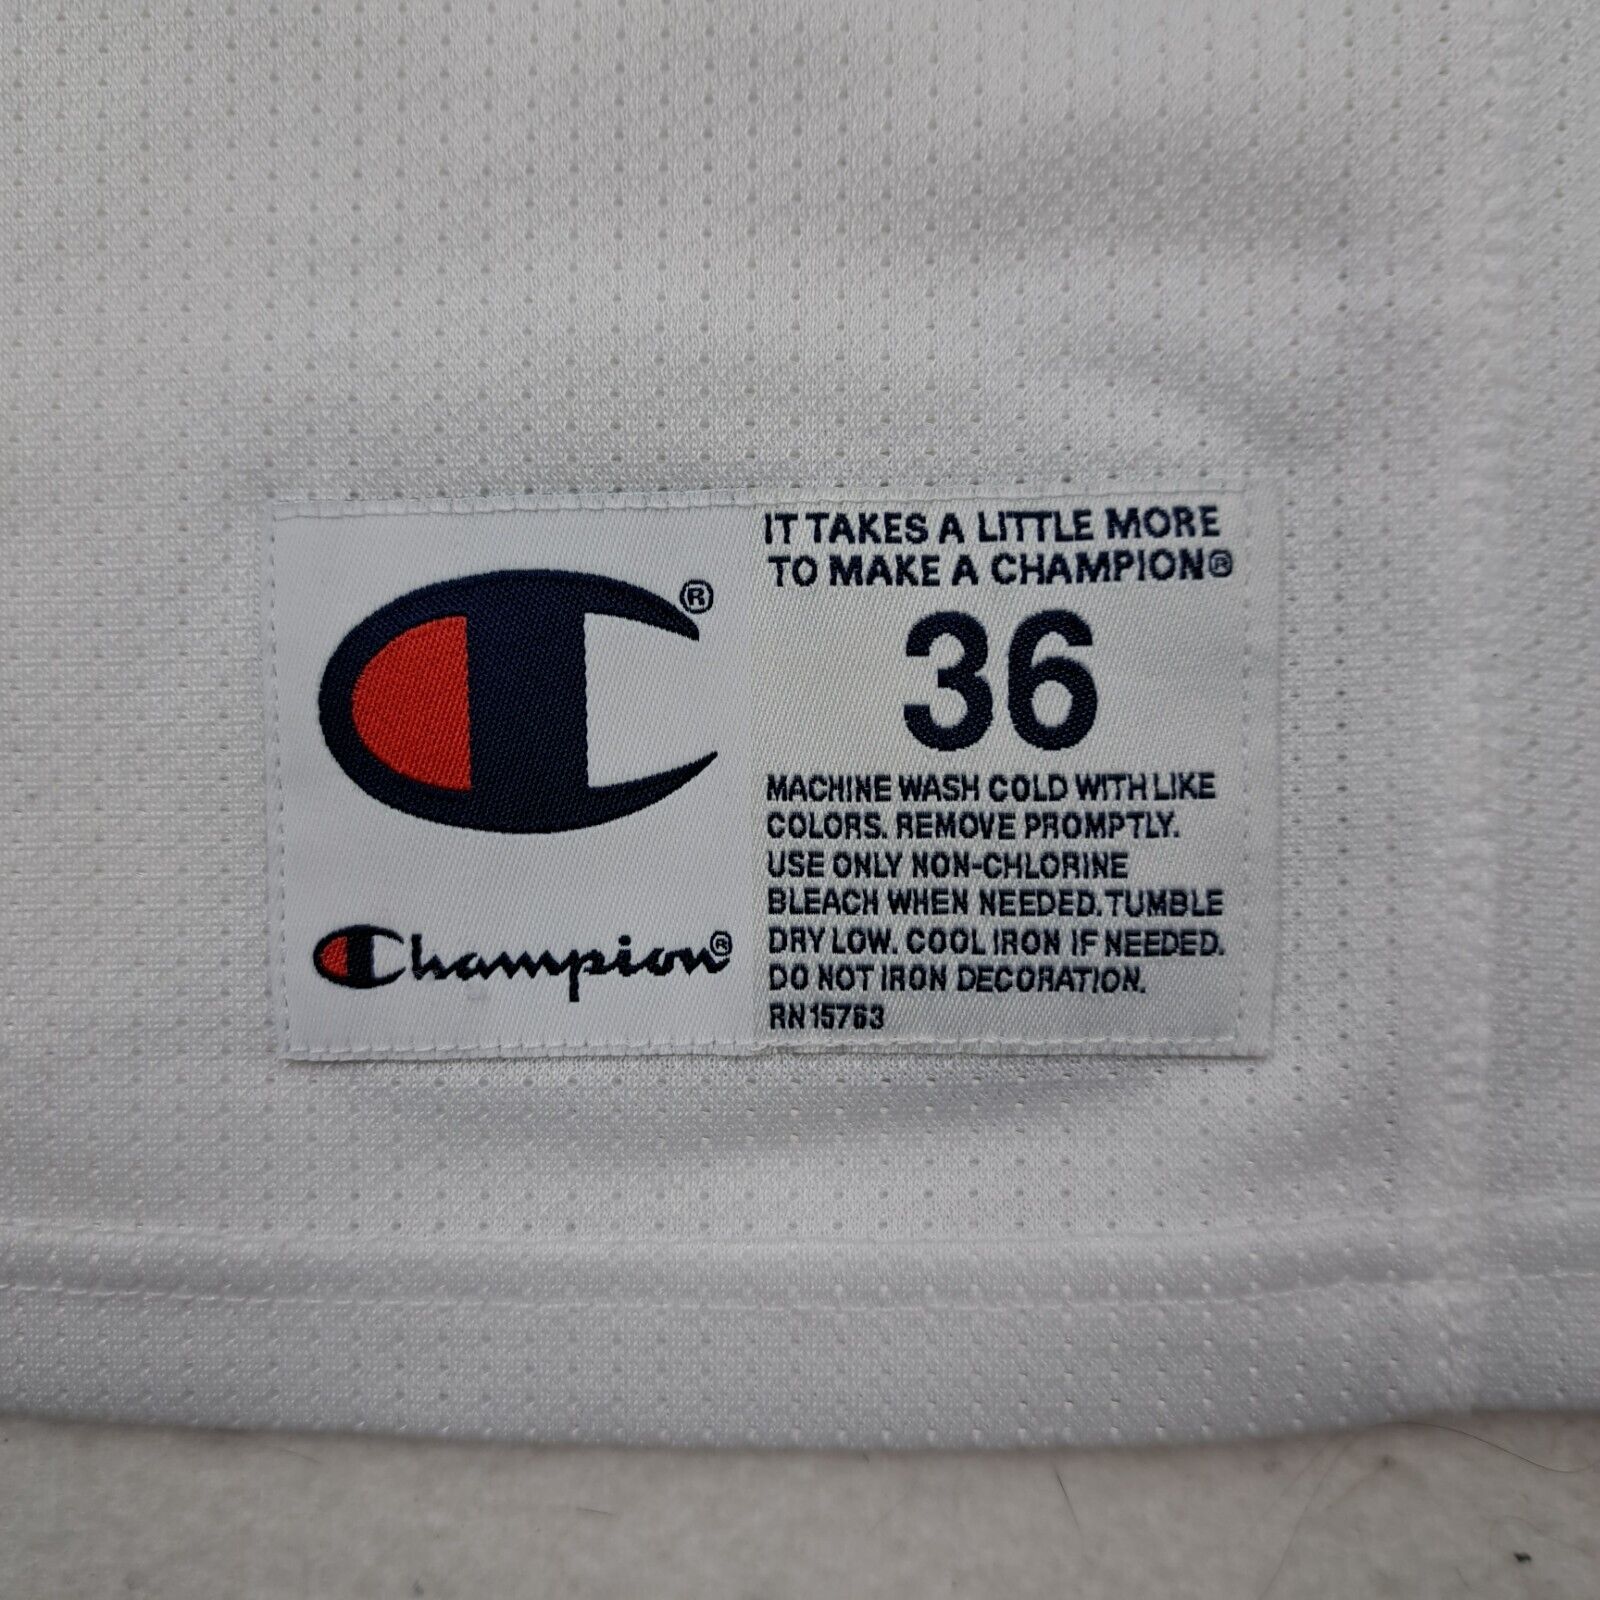 IT TAKES A LITTLE MORE
TO MAKE A CHAMPION®
36
MACHINE WASH COLD WITH LIKE
COLORS. REMOVE PROMPTLY.
USE ONLY NON-CHLORINE
BLEACH WHEN NEEDED. TUMBLE
DRY LOW. COOL IRON IF NEEDED.
DO NOT IRON DECORATION.
RN15763
®
Champion®